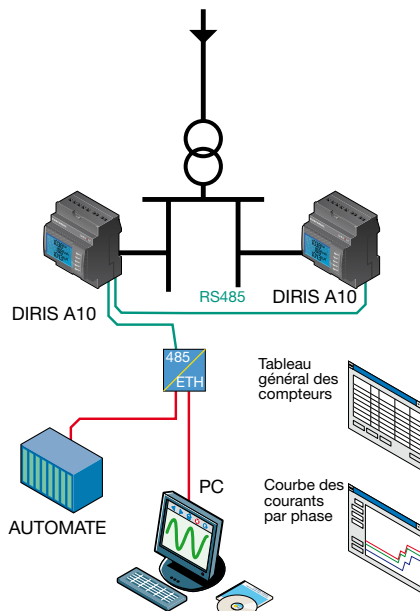 RS485
DIRIS A10
DIRIS A10
485
ETH
Tableau
général des
compteurs
PC
Courbe des
courants
par phase
AUTOMATE